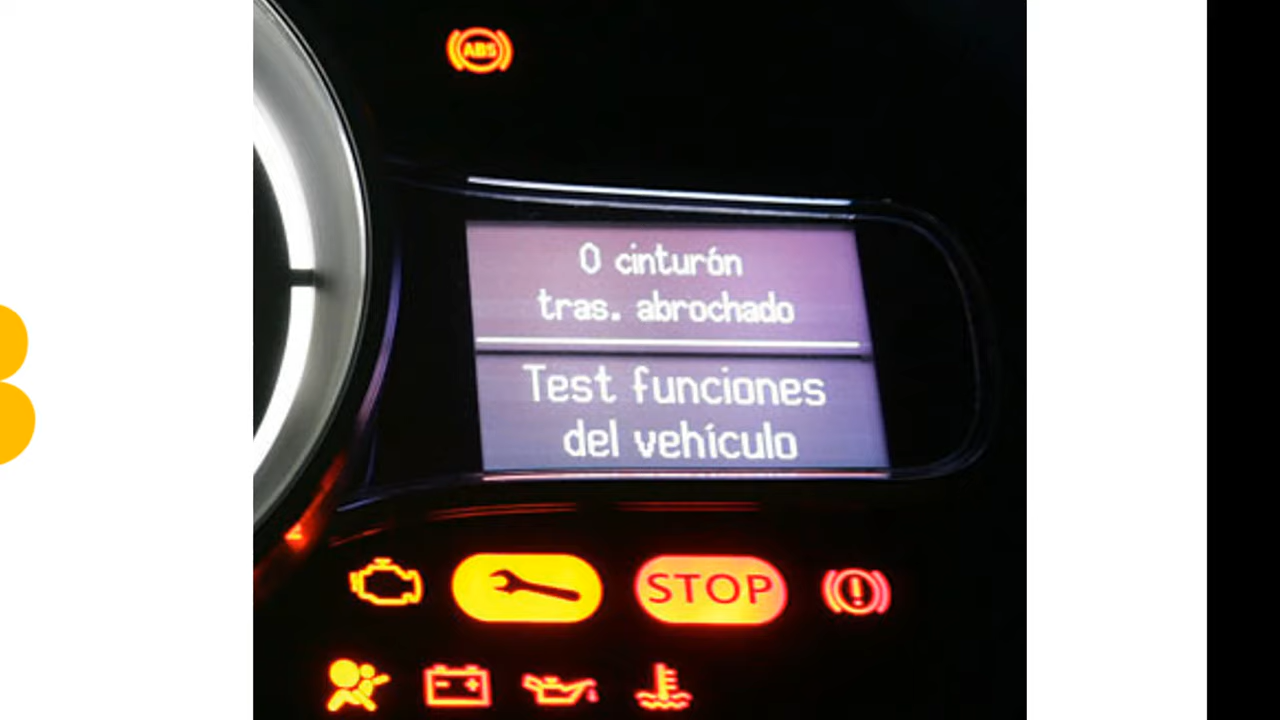 ABS
0 cinturón
tras. abrochado
Test funciones
del vehículo
STOP